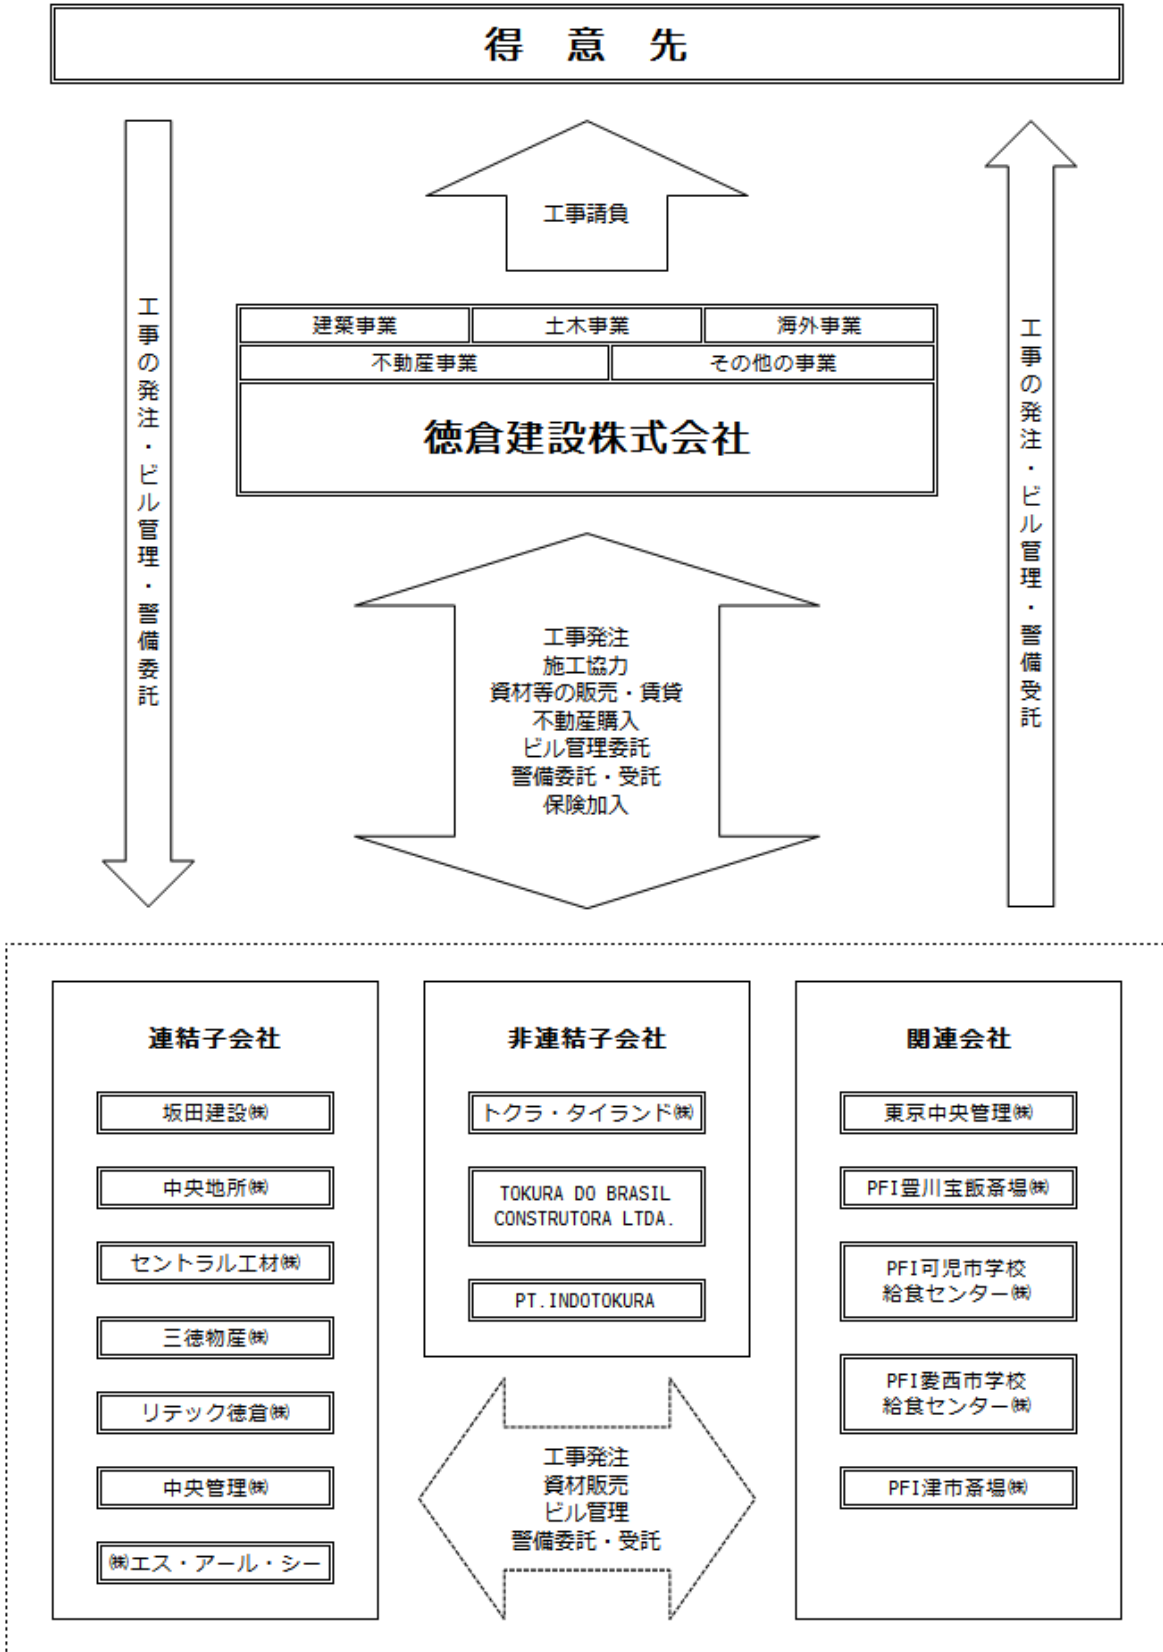 得意先
工事請負
工事の発注・ビル管理・警備委託
建築事業
土木事業
海外事業
不動産事業
その他の事業
徳倉建設株式会社
工事の発注・ビル管理・警備受託
工事発注
施工協力
資材等の販売・賃貸
不動産購入
ビル管理委託
警備委託・受託
保険加入
連結子会社
坂田建設㈱
中央地所㈱
セントラル工材㈱
三徳物産㈱
リテック徳倉㈱
中央管理㈱
㈱エス・アール・シー
非連結子会社
トクラ・タイランド㈱
TOKURA DO BRASIL
CONSTRUTORA LTDA.
PT.INDOTOKURA
工事発注
資材販売
ビル管理
警備委託・受託
関連会社
東京中央管理㈱
PFI豊川宝飯斎場㈱
PFI可児市学校
給食センター㈱
PFI愛西市学校
給食センター㈱
PFI津市斎場㈱